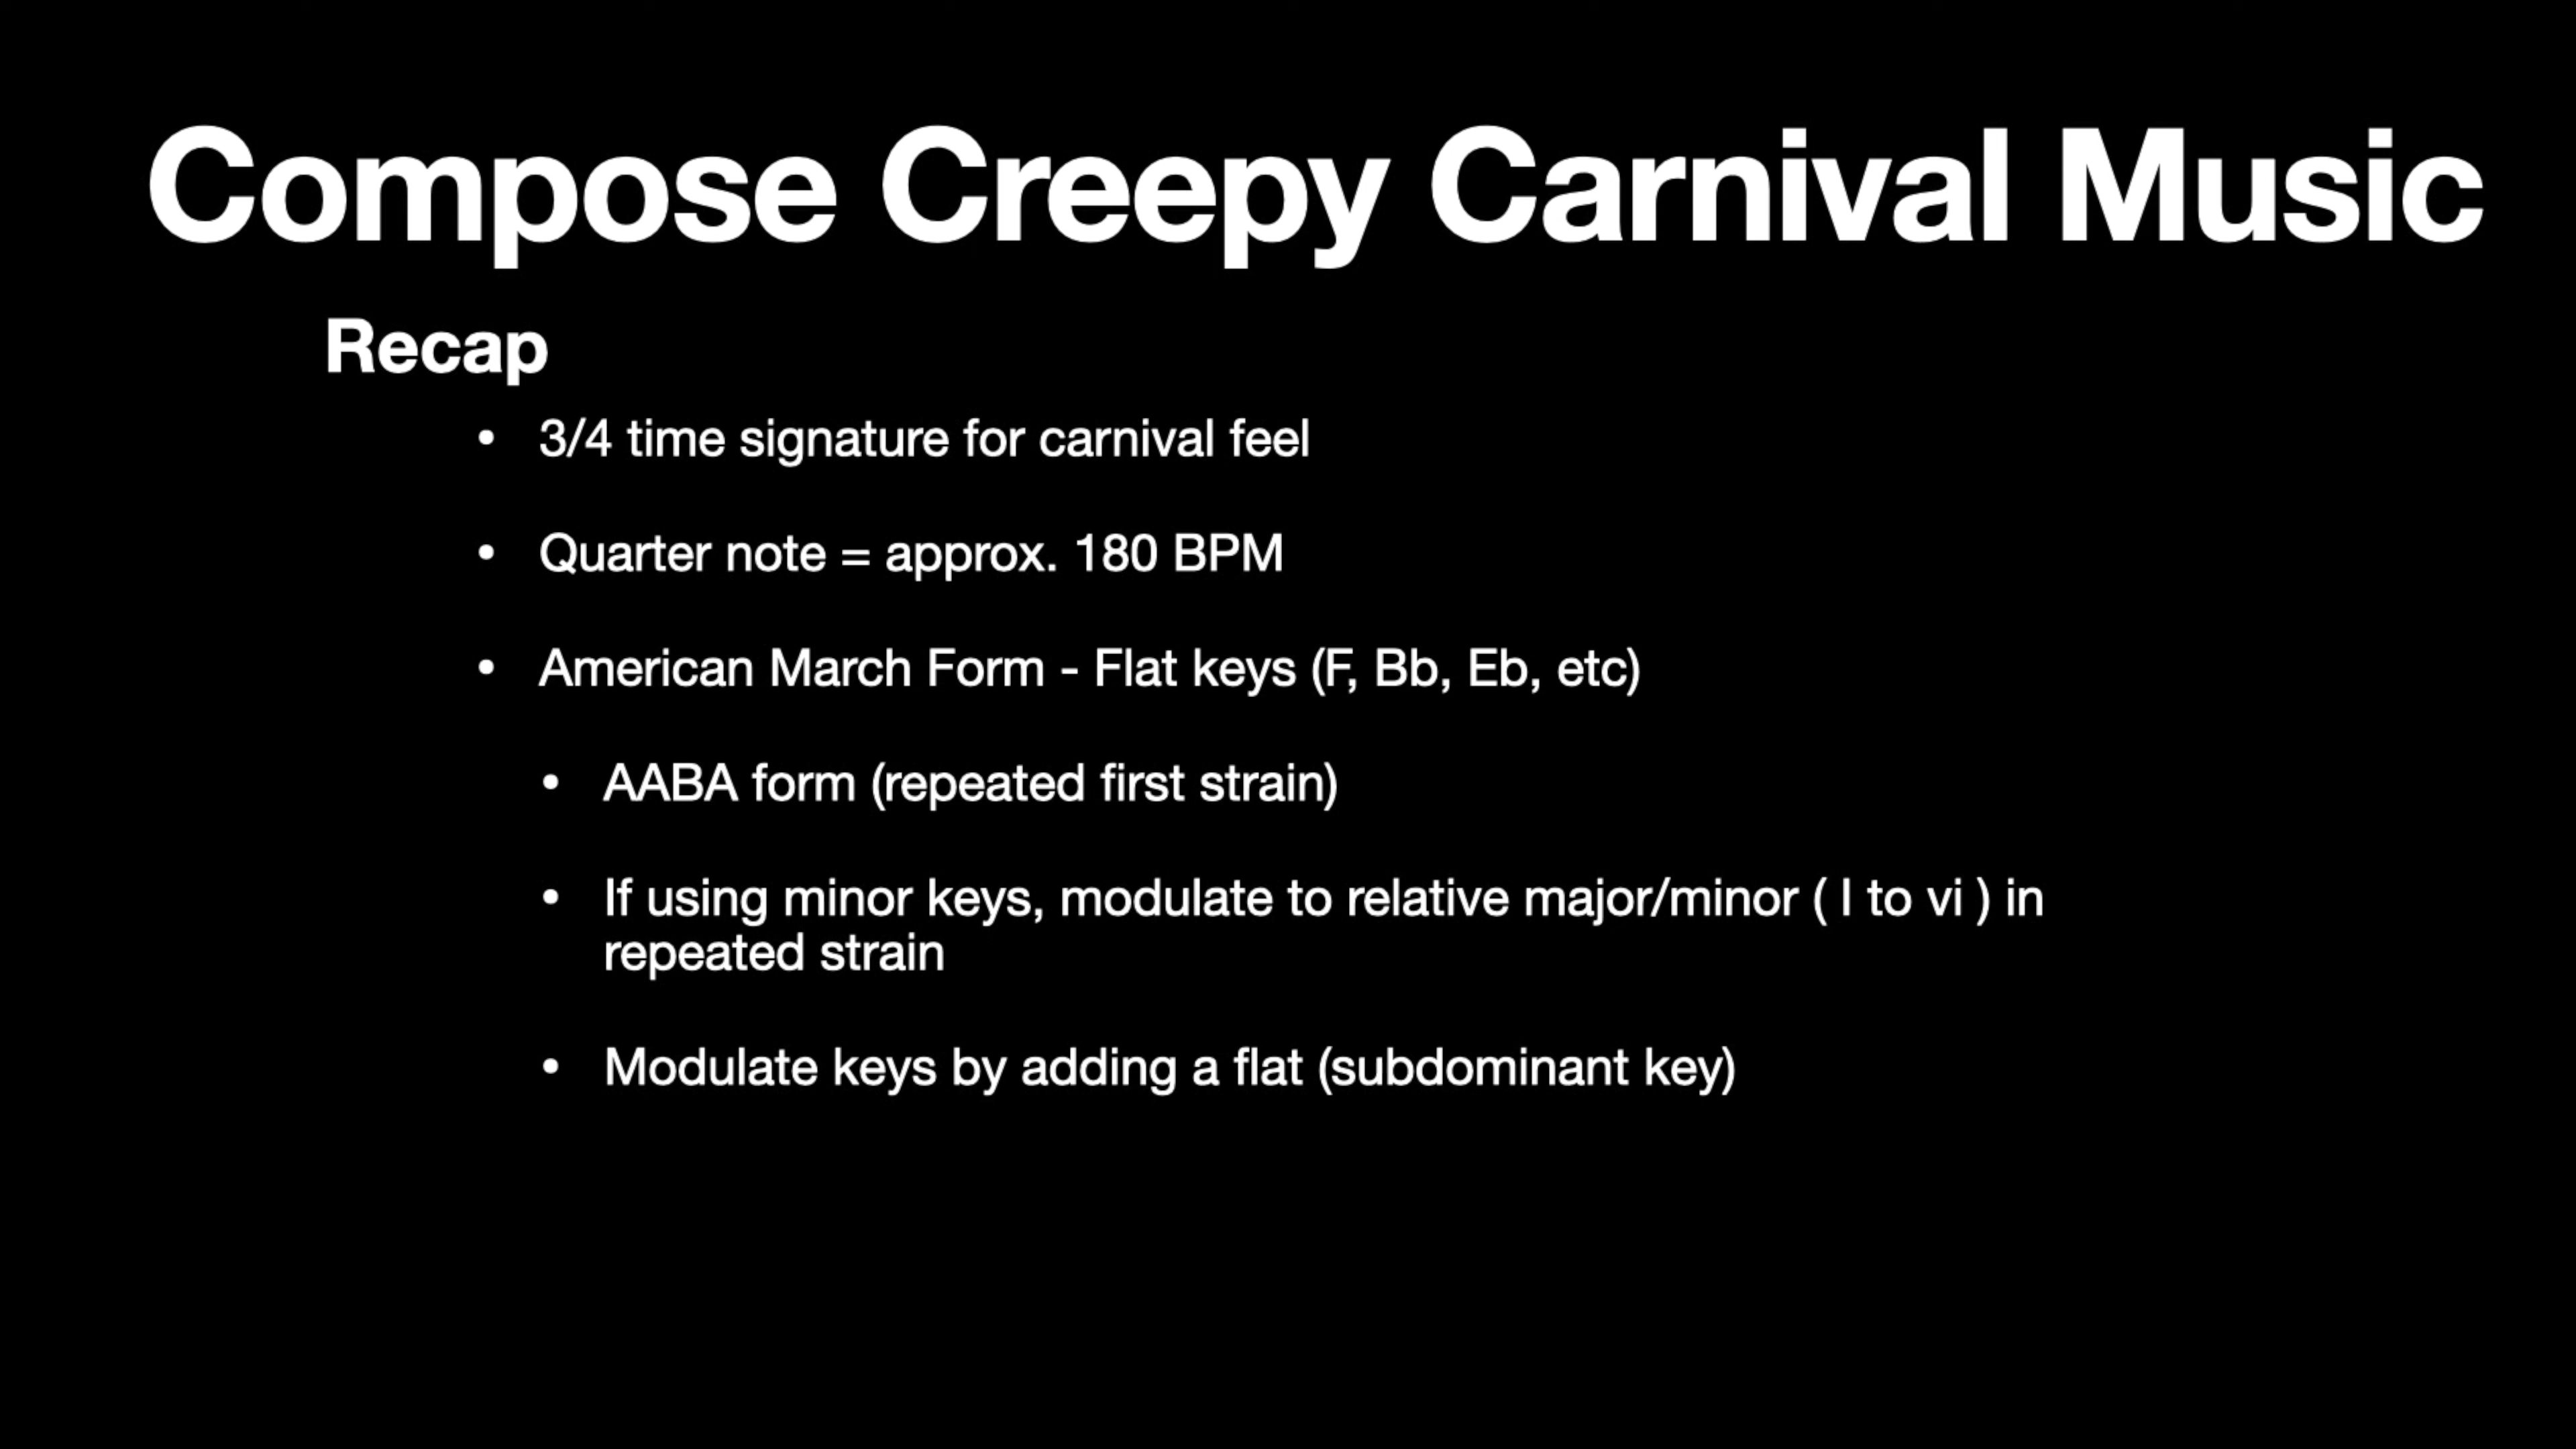 Compose Creepy Carnival Music
Recap
• 3/4 time signature for carnival feel
• Quarter note = approx. 180 BPM
• American March Form - Flat keys (F, Bb, Eb, etc)
• AABA form (repeated first strain)
• If using minor keys, modulate to relative major/minor ( I to vi ) in
repeated strain
• Modulate keys by adding a flat (subdominant key)